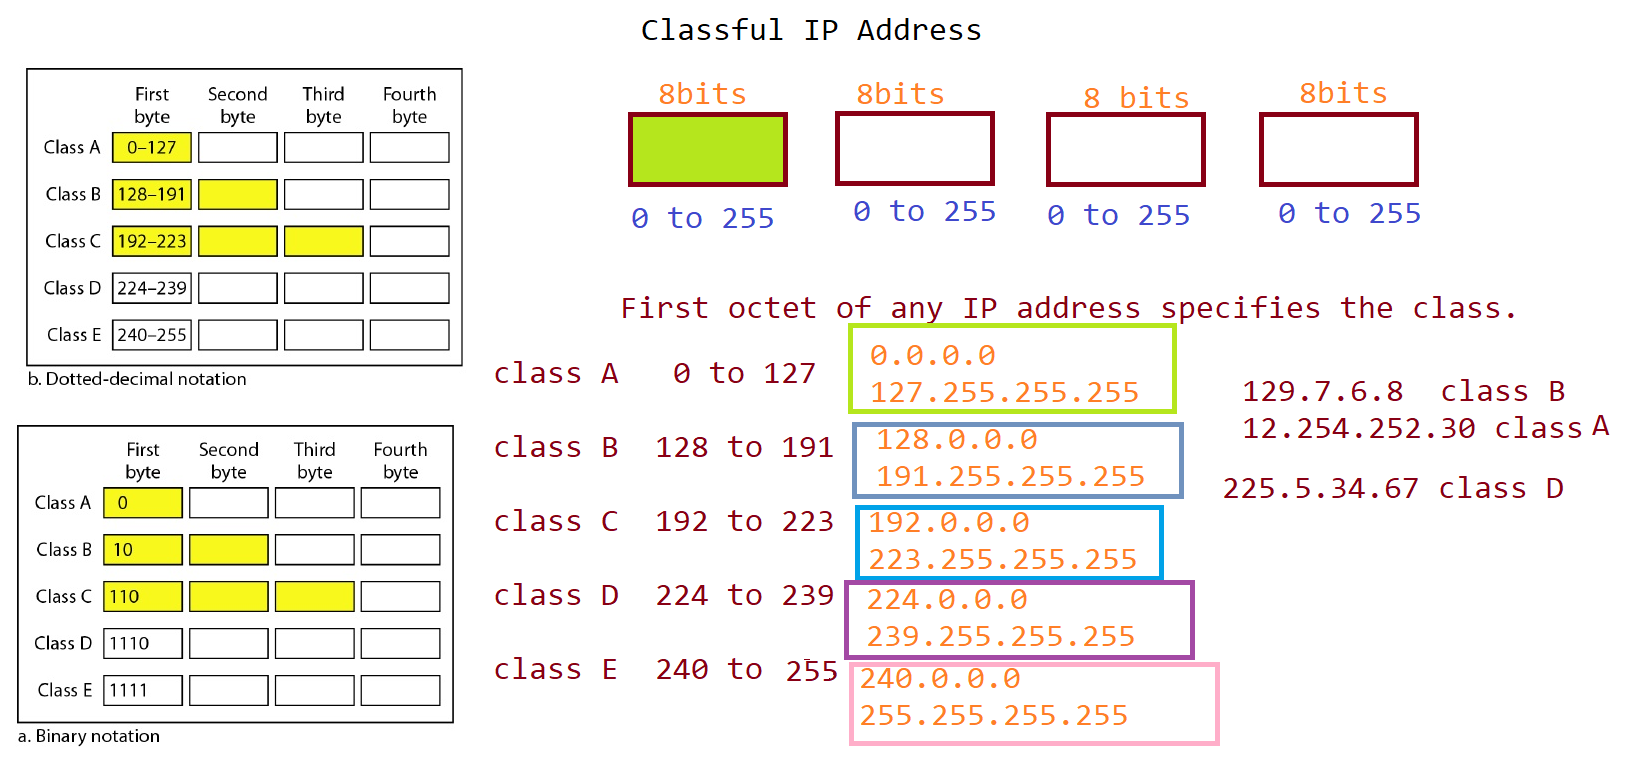 Classful IP Address
First byte Second byte Third byte Fourth byte
Class A 0–127
Class B 128–191
Class C 192–223
Class D 224–239
Class E 240–255
b. Dotted-decimal notation
First byte Second byte Third byte Fourth byte
Class A 0
Class B 10
Class C 110
Class D 1110
Class E 1111
a. Binary notation
8bits 8bits 8 bits 8bits
0 to 255 0 to 255 0 to 255 0 to 255
First octet of any IP address specifies the class.
class A 0 to 127
0.0.0.0
127.255.255.255
class B 128 to 191
128.0.0.0
191.255.255.255
class C 192 to 223
192.0.0.0
223.255.255.255
class D 224 to 239
224.0.0.0
239.255.255.255
class E 240 to 255
240.0.0.0
255.255.255.255
129.7.6.8 class B
12.254.252.30 class A
225.5.34.67 class D